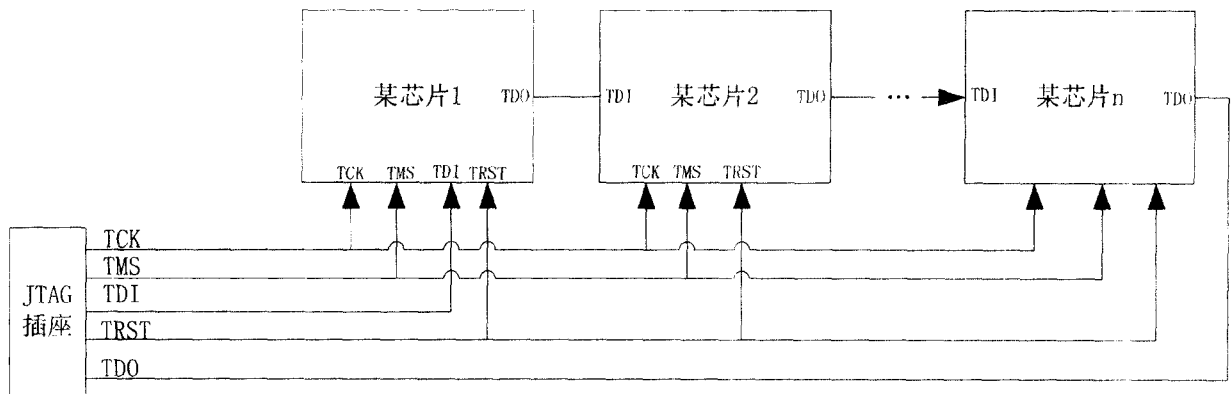 某芯片1
TDO
TCK
TMS
TDI
TRST
TDI
某芯片2
TDO
TCK
TMS
TRST
...
TDI
某芯片n
TDO
JTAG
插座
TCK
TMS
TDI
TRST
TDO